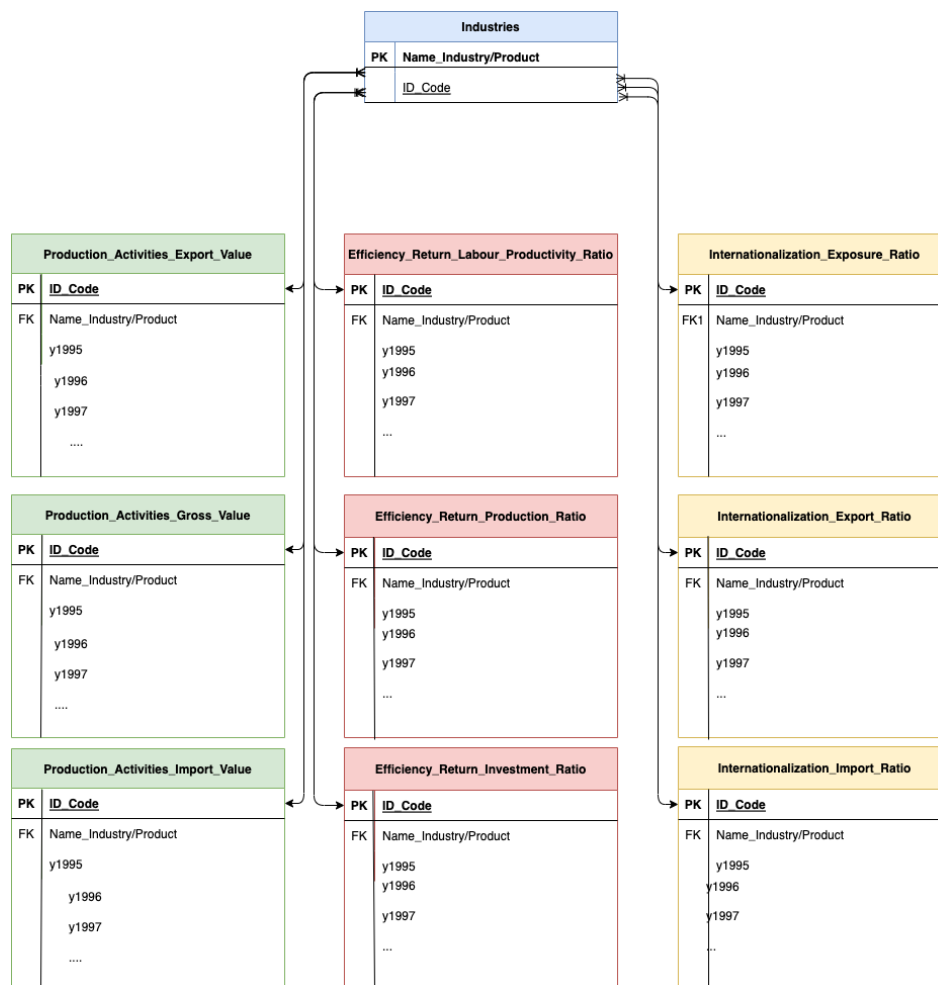 Industries
PK Name_Industry/Product
ID_Code
Production_Activities_Export_Value
PK ID_Code
FK Name_Industry/Product
y1995
y1996
y1997
....
Efficiency_Return_Labour_Productivity_Ratio
PK ID_Code
FK Name_Industry/Product
y1995
y1996
y1997
...
Internationalization_Exposure_Ratio
PK ID_Code
FK1 Name_Industry/Product
y1995
y1996
y1997
...
Production_Activities_Gross_Value
PK ID_Code
FK Name_Industry/Product
y1995
y1996
y1997
....
Efficiency_Return_Production_Ratio
PK ID_Code
FK Name_Industry/Product
y1995
y1996
y1997
...
Internationalization_Export_Ratio
PK ID_Code
FK Name_Industry/Product
y1995
y1996
y1997
...
Production_Activities_Import_Value
PK ID_Code
FK Name_Industry/Product
y1995
y1996
y1997
....
Efficiency_Return_Investment_Ratio
PK ID_Code
FK Name_Industry/Product
y1995
y1996
y1997
...
Internationalization_Import_Ratio
PK ID_Code
FK Name_Industry/Product
y1995
y1996
y1997
...